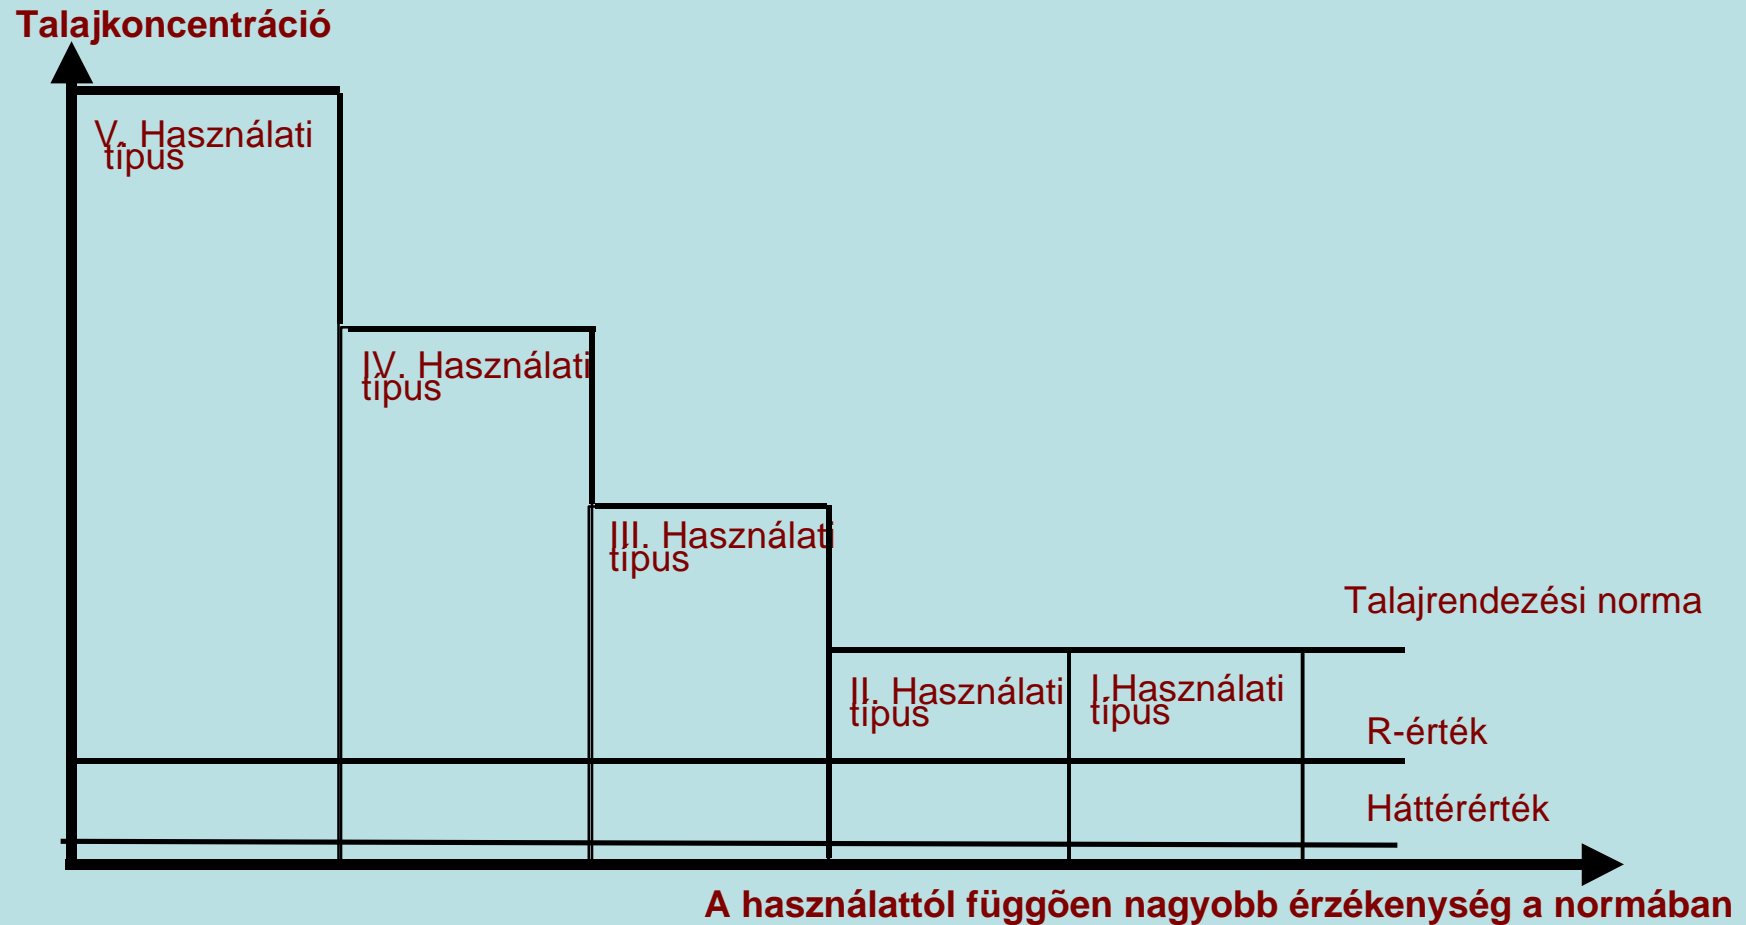 Talajkoncentráció
V. Használati
típus
IV. Használati
típus
III. Használati
típus
Talajrendezési norma
II. Használati
típus
I.Használati
típus
R-érték
Háttérérték
A használattól függõen nagyobb érzékenység a normában